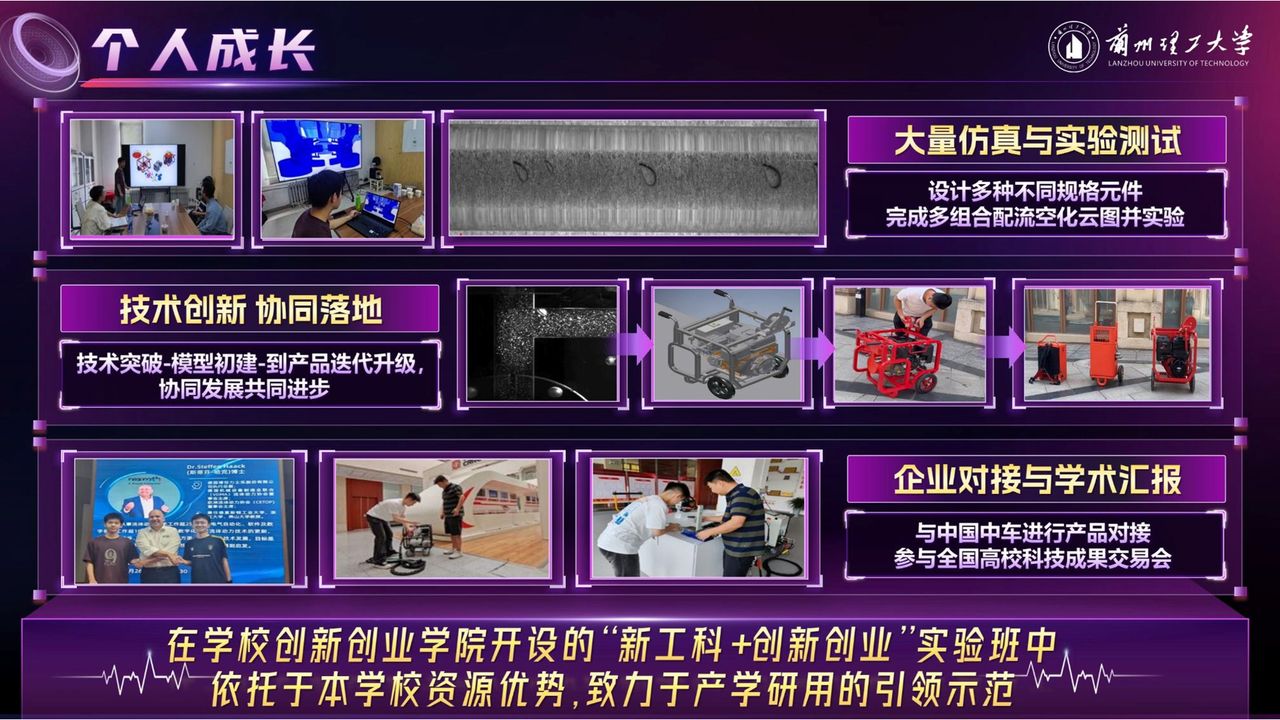 个人成长
兰州理工大学
LANZHOU UNIVERSITY OF TECHNOLOGY
大量仿真与实验测试
设计多种不同规格元件
完成多组合配流空化云图并实验
技术创新 协同落地
技术突破-模型初建-到产品迭代升级，
协同发展共同进步
Dr.Steffen Haack
(斯蒂芬·哈克)博士
企业对接与学术汇报
与中国中车进行产品对接
参与全国高校科技成果交易会
在学校创新创业学院开设的“新工科+创新创业”实验班中
依托于本学校资源优势,致力于产学研用的引领示范